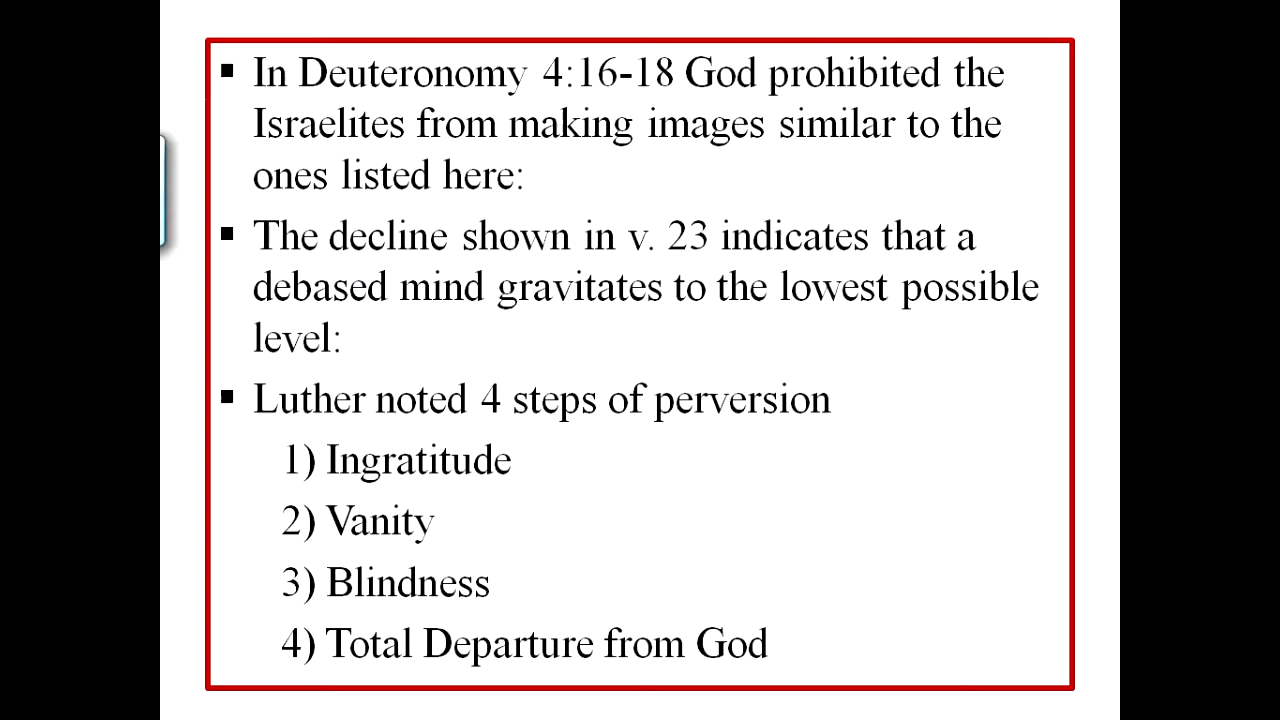 ▪ In Deuteronomy 4:16-18 God prohibited the
Israelites from making images similar to the
ones listed here:
▪ The decline shown in v. 23 indicates that a
debased mind gravitates to the lowest possible
level:
▪ Luther noted 4 steps of perversion
1) Ingratitude
2) Vanity
3) Blindness
4) Total Departure from God